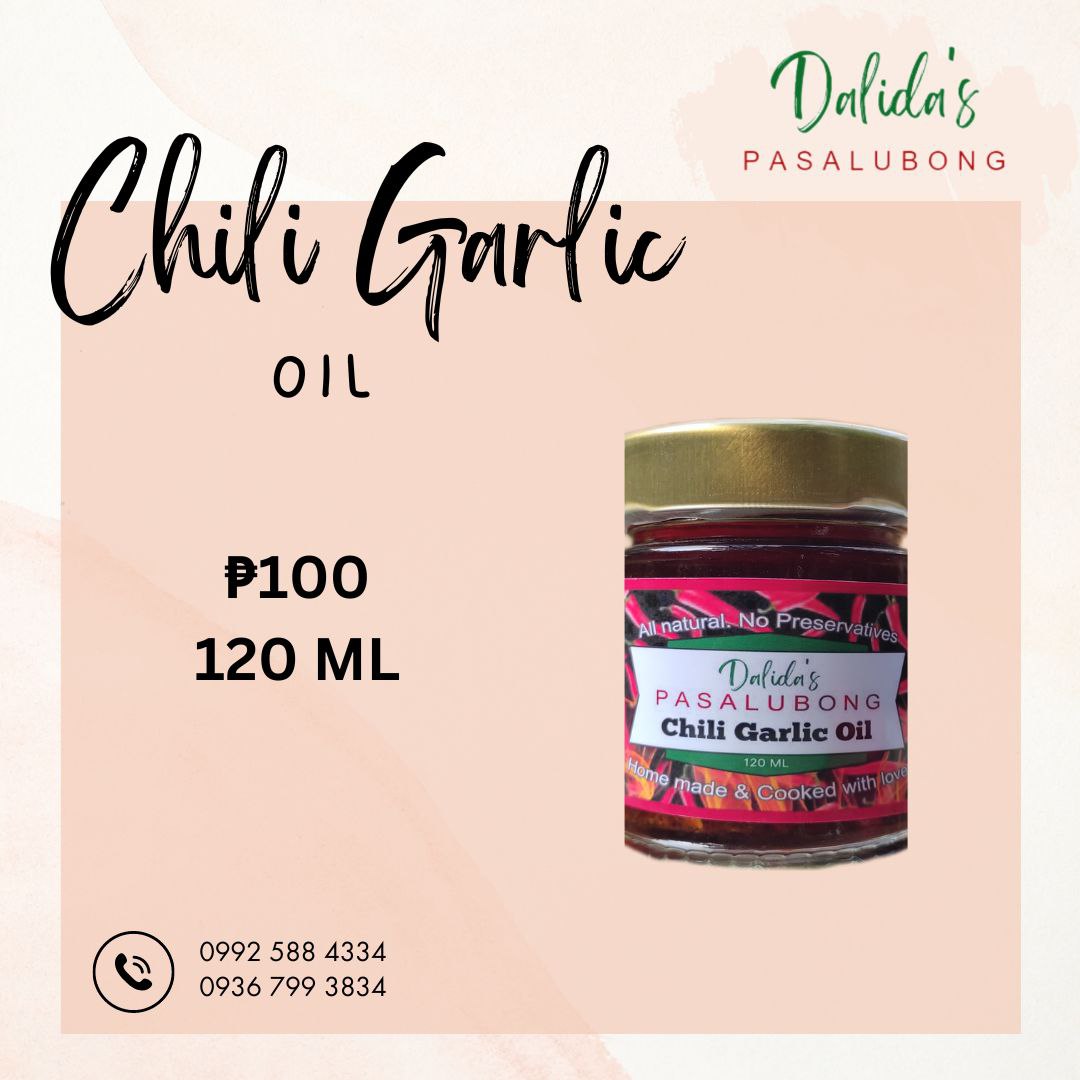 Dalida's
PASALUBONG
Chili Garlic
OIL
₱100
120 ML
All natural. No Preservatives
Dalida's
PASALUBONG
Chili Garlic Oil
120 ML
Home made & Cooked with love
0992 588 4334
0936 799 3834